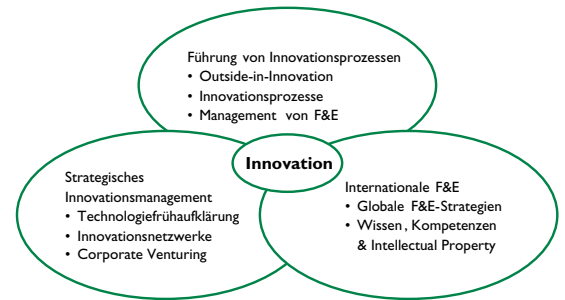 Führung von Innovationsprozessen
• Outside-in-Innovation
• Innovationsprozesse
• Management von F&E
Innovation
Strategisches
Innovationsmanagement
• Technologiefrühaufklärung
• Innovationsnetzwerke
• Corporate Venturing
Internationale F&E
• Globale F&E-Strategien
• Wissen, Kompetenzen
& Intellectual Property